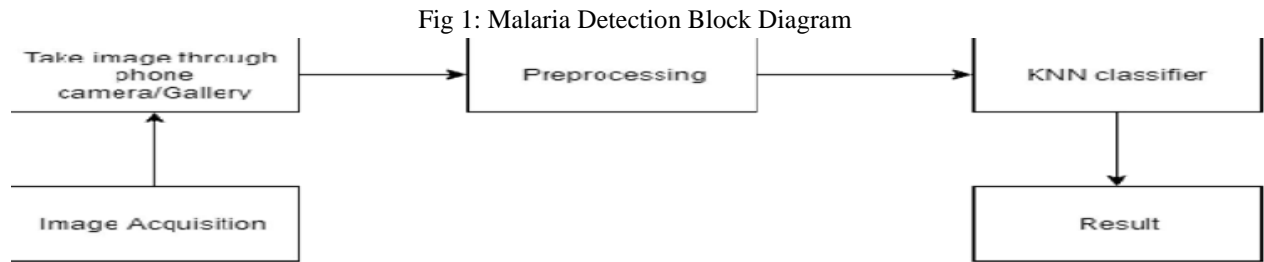 Fig 1: Malaria Detection Block Diagram
Take image through
phone
camera/Gallery
Preprocessing
KNN classifier
Image Acquisition
Result